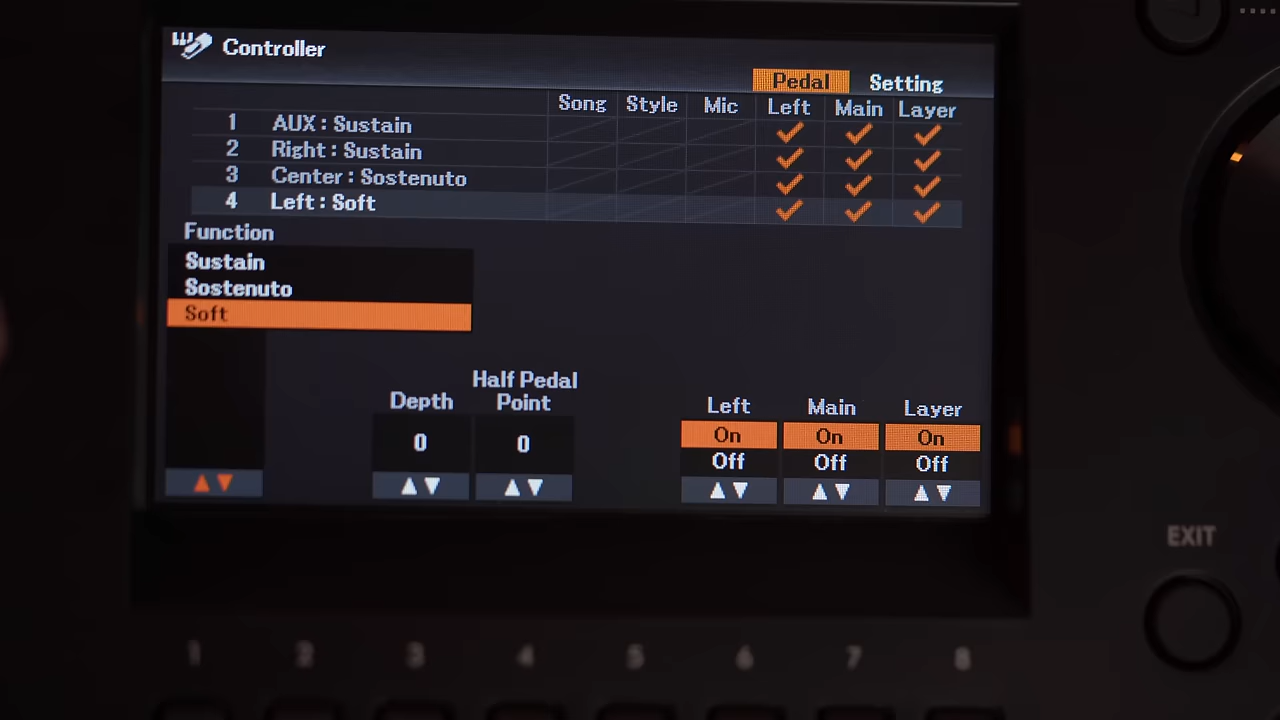 Controller
Pedal Setting
Song Style Mic Left Main Layer
1 AUX : Sustain
2 Right : Sustain
3 Center : Sostenuto
4 Left : Soft
Function
Sustain
Sostenuto
Soft
Half Pedal
Depth Point Left Main Layer
0 0 On On On
Off Off Off
EXIT
1 2 3 4 5 6 7 8